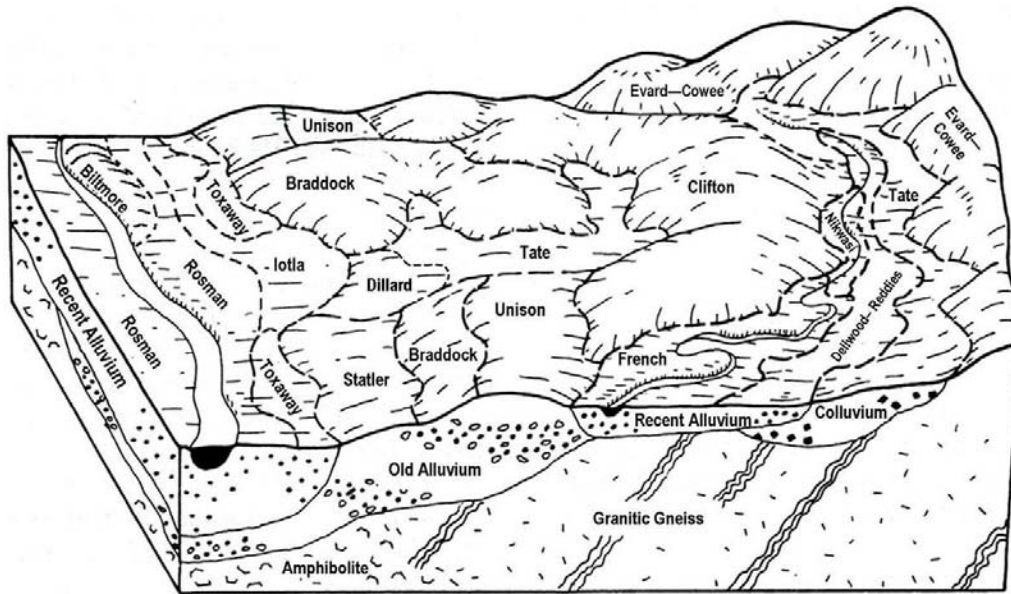 Evard—Cowee
Evard—
Cowee
Unison
Braddock
Clifton
Biltmore
Toxaway
Tate
Nikwasi
Iotla
Tate
Rosman
Dillard
Unison
Dellwood–Reddies
Recent Alluvium
Rosman
Braddock
French
Toxaway
Statler
Recent Alluvium
Colluvium
Old Alluvium
Granitic Gneiss
Amphibolite